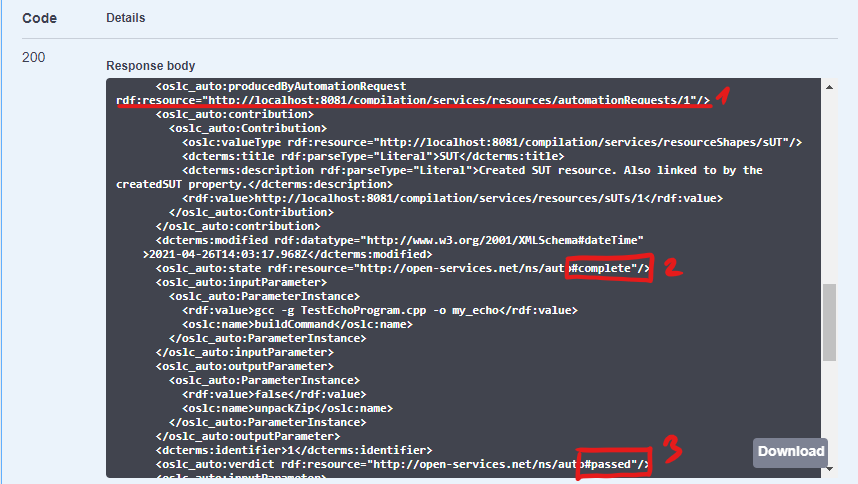 Code Details
200
Response body
<oslc_auto:producedByAutomationRequest
rdf:resource="http://localhost:8081/compilation/services/resources/automationRequests/1"/> 1
<oslc_auto:contribution>
<oslc_auto:Contribution>
<oslc:valueType rdf:resource="http://localhost:8081/compilation/services/resourceShapes/sUT"/>
<dcterms:title rdf:parseType="Literal">SUT</dcterms:title>
<dcterms:description rdf:parseType="Literal">Created SUT resource. Also linked to by the
createdSUT property.</dcterms:description>
<rdf:value>http://localhost:8081/compilation/services/resources/sUTs/1</rdf:value>
</oslc_auto:Contribution>
</oslc_auto:contribution>
<dcterms:modified rdf:datatype="http://www.w3.org/2001/XMLSchema#dateTime"
>2021-04-26T14:03:17.968Z</dcterms:modified>
<oslc_auto:state rdf:resource="http://open-services.net/ns/auto#complete"/> 2
<oslc_auto:inputParameter>
<oslc_auto:ParameterInstance>
<rdf:value>gcc -g TestEchoProgram.cpp -o my_echo</rdf:value>
<oslc:name>buildCommand</oslc:name>
</oslc_auto:ParameterInstance>
</oslc_auto:inputParameter>
<oslc_auto:outputParameter>
<oslc_auto:ParameterInstance>
<rdf:value>false</rdf:value>
<oslc:name>unpackZip</oslc:name>
</oslc_auto:ParameterInstance>
</oslc_auto:outputParameter>
<dcterms:identifier>1</dcterms:identifier>
<oslc_auto:verdict rdf:resource="http://open-services.net/ns/auto#passed"/> 3
Download
<oslc_auto:inputParameter>